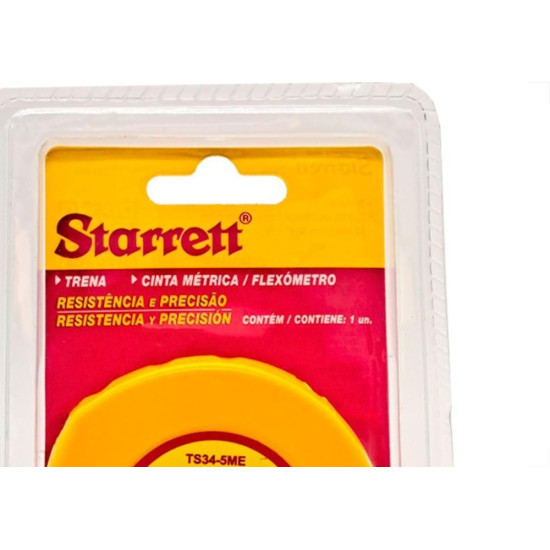 Starrett®
TRENA CINTA MÉTRICA / FLEXÓMETRO
RESISTÊNCIA E PRECISÃO
RESISTENCIA Y PRECISIÓN CONTÉM / CONTIENE: 1 un.
TS34-5ME